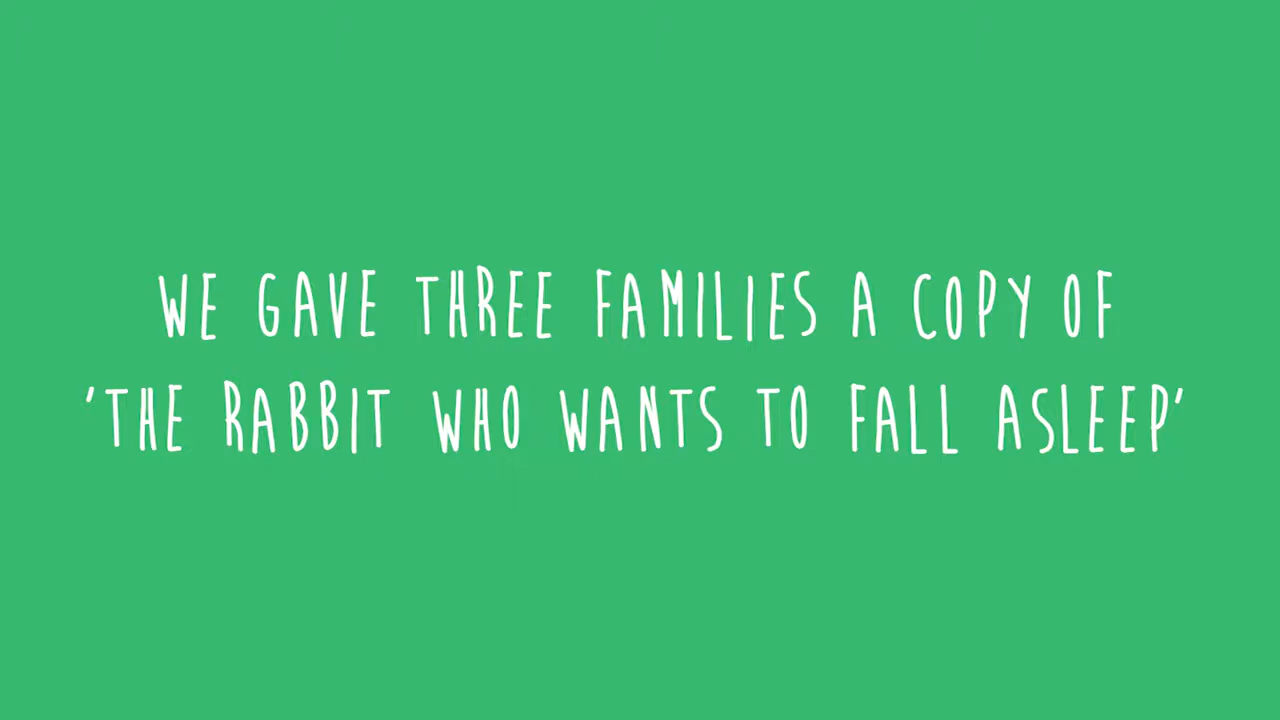 WE GAVE THREE FAMILIES A COPY OF
'THE RABBIT WHO WANTS TO FALL ASLEEP'